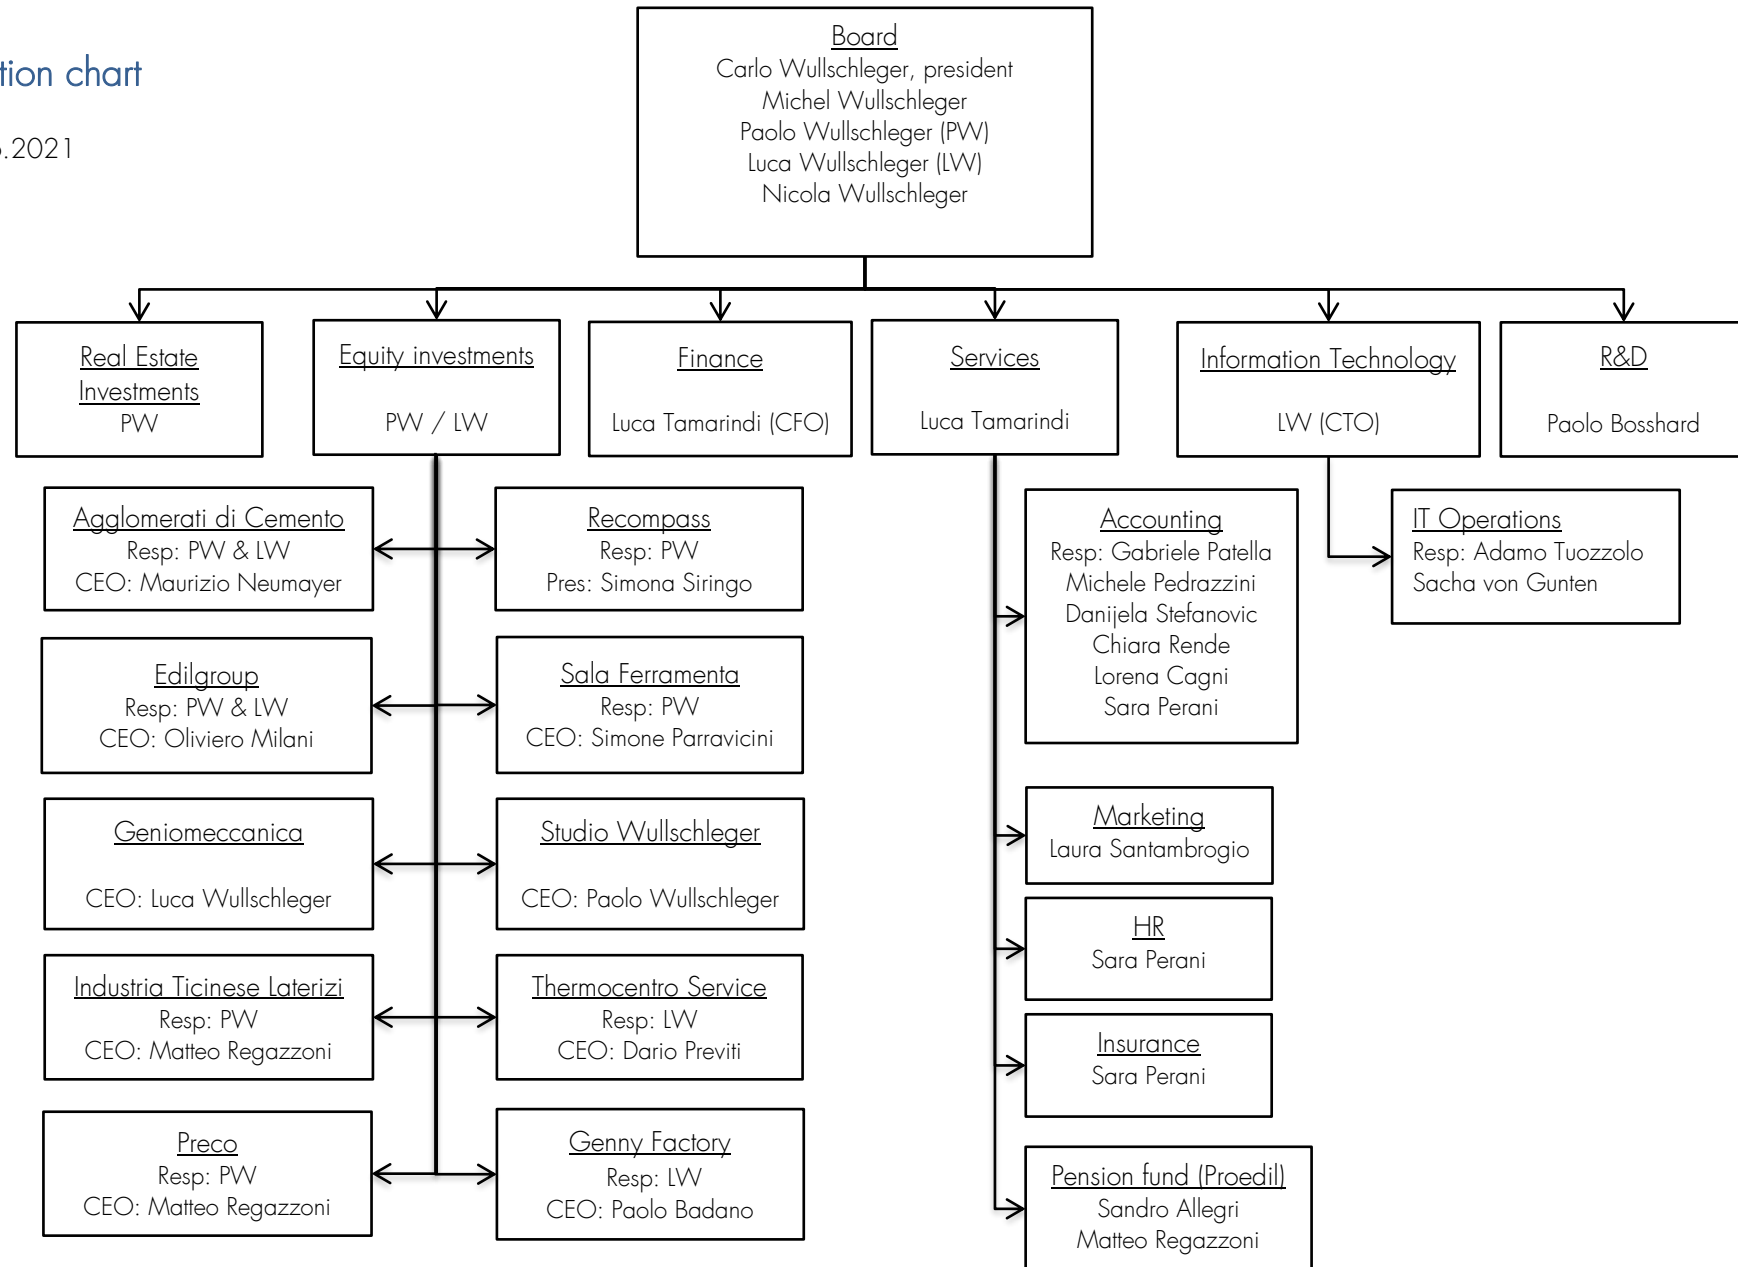 tion chart
.2021
Board
Carlo Wullschleger, president
Michel Wullschleger
Paolo Wullschleger (PW)
Luca Wullschleger (LW)
Nicola Wullschleger
Real Estate
Investments
PW
Equity investments
PW / LW
Finance
Luca Tamarindi (CFO)
Services
Luca Tamarindi
Information Technology
LW (CTO)
R&D
Paolo Bosshard
Agglomerati di Cemento
Resp: PW & LW
CEO: Maurizio Neumayer
Recompass
Resp: PW
Pres: Simona Siringo
Accounting
Resp: Gabriele Patella
Michele Pedrazzini
Danijela Stefanovic
Chiara Rende
Lorena Cagni
Sara Perani
IT Operations
Resp: Adamo Tuozzolo
Sacha von Gunten
Edilgroup
Resp: PW & LW
CEO: Oliviero Milani
Sala Ferramenta
Resp: PW
CEO: Simone Parravicini
Geniomeccanica
CEO: Luca Wullschleger
Studio Wullschleger
CEO: Paolo Wullschleger
Marketing
Laura Santambrogio
HR
Sara Perani
Industria Ticinese Laterizi
Resp: PW
CEO: Matteo Regazzoni
Thermocentro Service
Resp: LW
CEO: Dario Previti
Insurance
Sara Perani
Preco
Resp: PW
CEO: Matteo Regazzoni
Genny Factory
Resp: LW
CEO: Paolo Badano
Pension fund (Proedil)
Sandro Allegri
Matteo Regazzoni